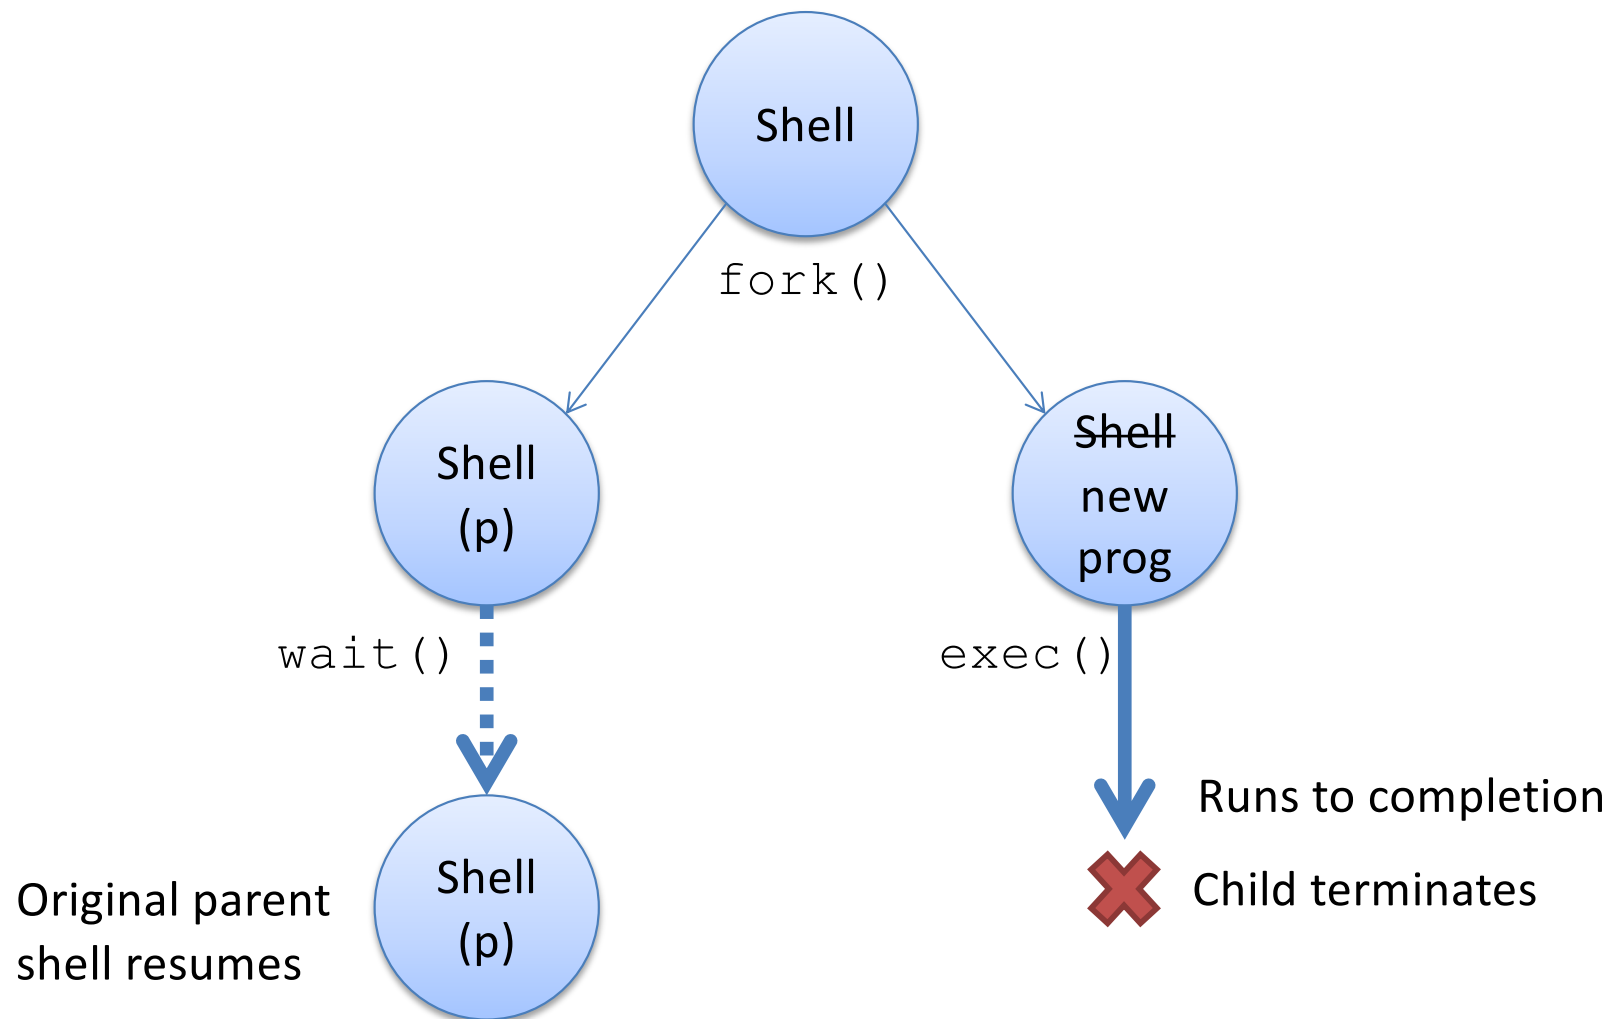 Shell
fork()
Shell
(p)
Shell
new
prog
wait()
exec()
Runs to completion
Child terminates
Original parent
shell resumes
Shell
(p)